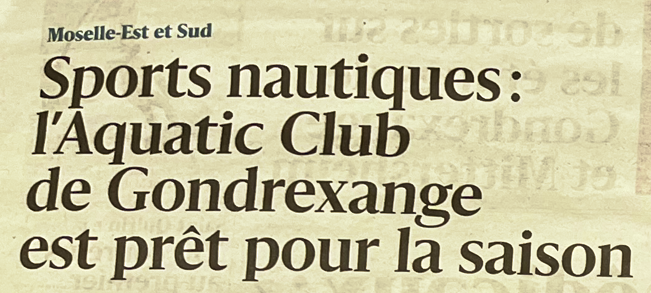 Moselle-Est et Sud
Sports nautiques :
l'Aquatic Club
de Gondrexange
est prêt pour la saison